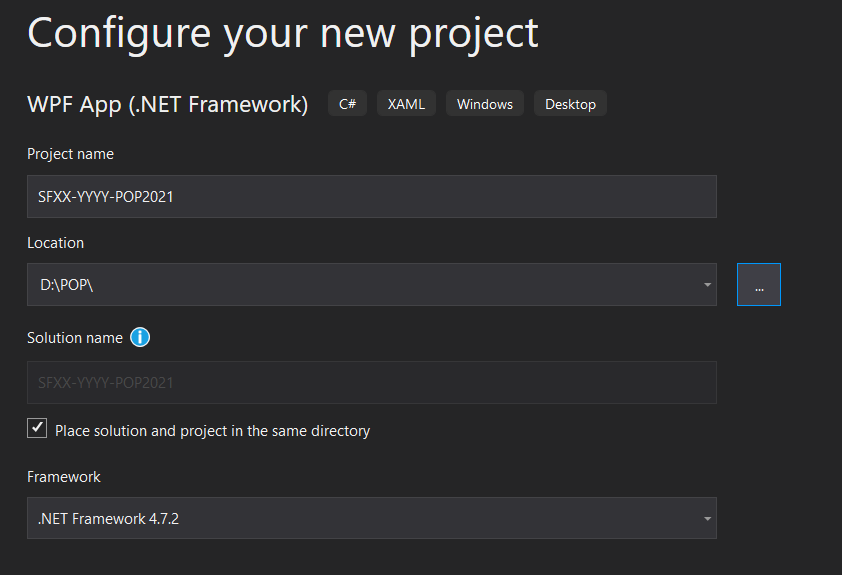 Configure your new project
WPF App (.NET Framework) C# XAML Windows Desktop
Project name
SFXX-YYYY-POP2021
Location
D:\POP\
...
Solution name
SFXX-YYYY-POP2021
Place solution and project in the same directory
Framework
.NET Framework 4.7.2